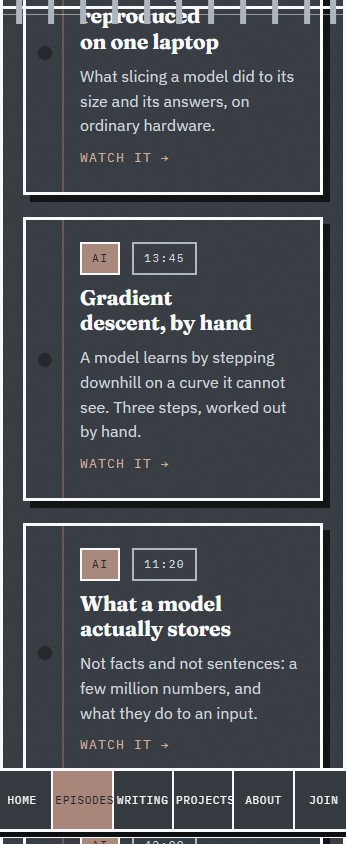 reproduced
on one laptop
What slicing a model did to its
size and its answers, on
ordinary hardware.
WATCH IT →
AI 13:45
Gradient
descent, by hand
A model learns by stepping
downhill on a curve it cannot
see. Three steps, worked out
by hand.
WATCH IT →
AI 11:20
What a model
actually stores
Not facts and not sentences: a
few million numbers, and
what they do to an input.
WATCH IT →
HOME EPISODES WRITING PROJECTS ABOUT JOIN